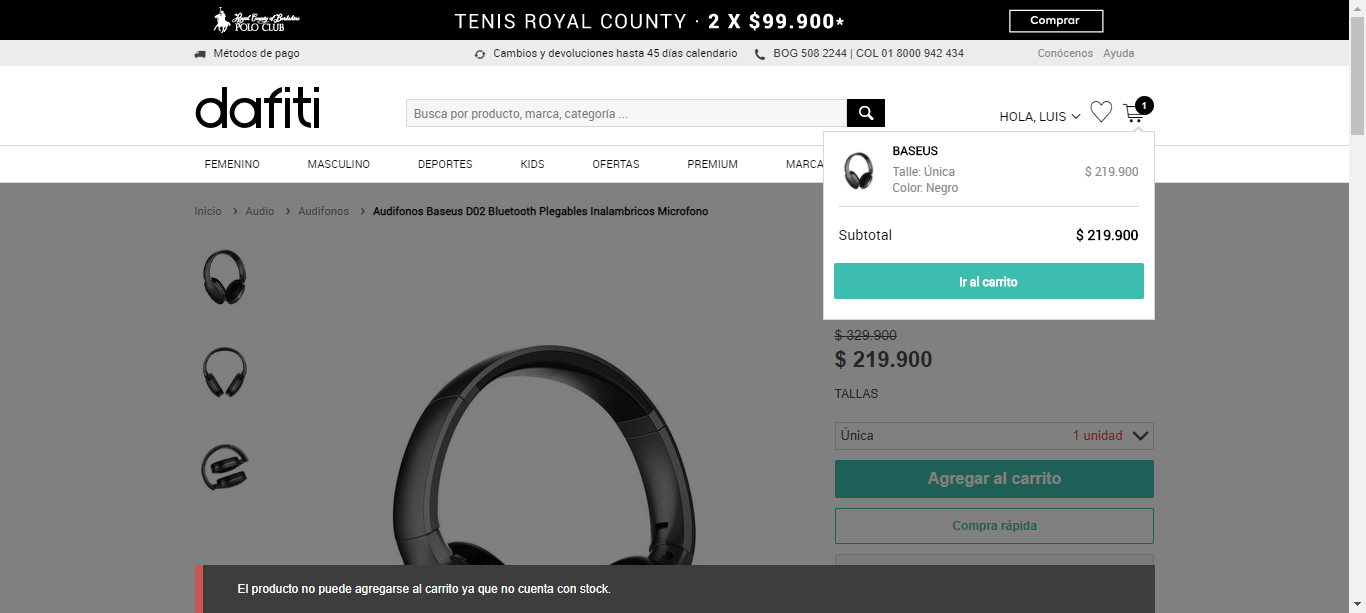 Royal County of Berkshire
POLO CLUB
TENIS ROYAL COUNTY · 2 X $99.900*
Comprar
Métodos de pago
Cambios y devoluciones hasta 45 días calendario
BOG 508 2244 | COL 01 8000 942 434
Conócenos
Ayuda
dafiti
Busca por producto, marca, categoría ...
HOLA, LUIS
1
FEMENINO
MASCULINO
DEPORTES
KIDS
OFERTAS
PREMIUM
MARCA
BASEUS
Talle: Única
$ 219.900
Color: Negro
Subtotal
$ 219.900
Ir al carrito
Inicio
Audio
Audifonos
Audifonos Baseus D02 Bluetooth Plegables Inalambricos Microfono
$ 329.900
$ 219.900
TALLAS
Única
1 unidad
Agregar al carrito
Compra rápida
El producto no puede agregarse al carrito ya que no cuenta con stock.